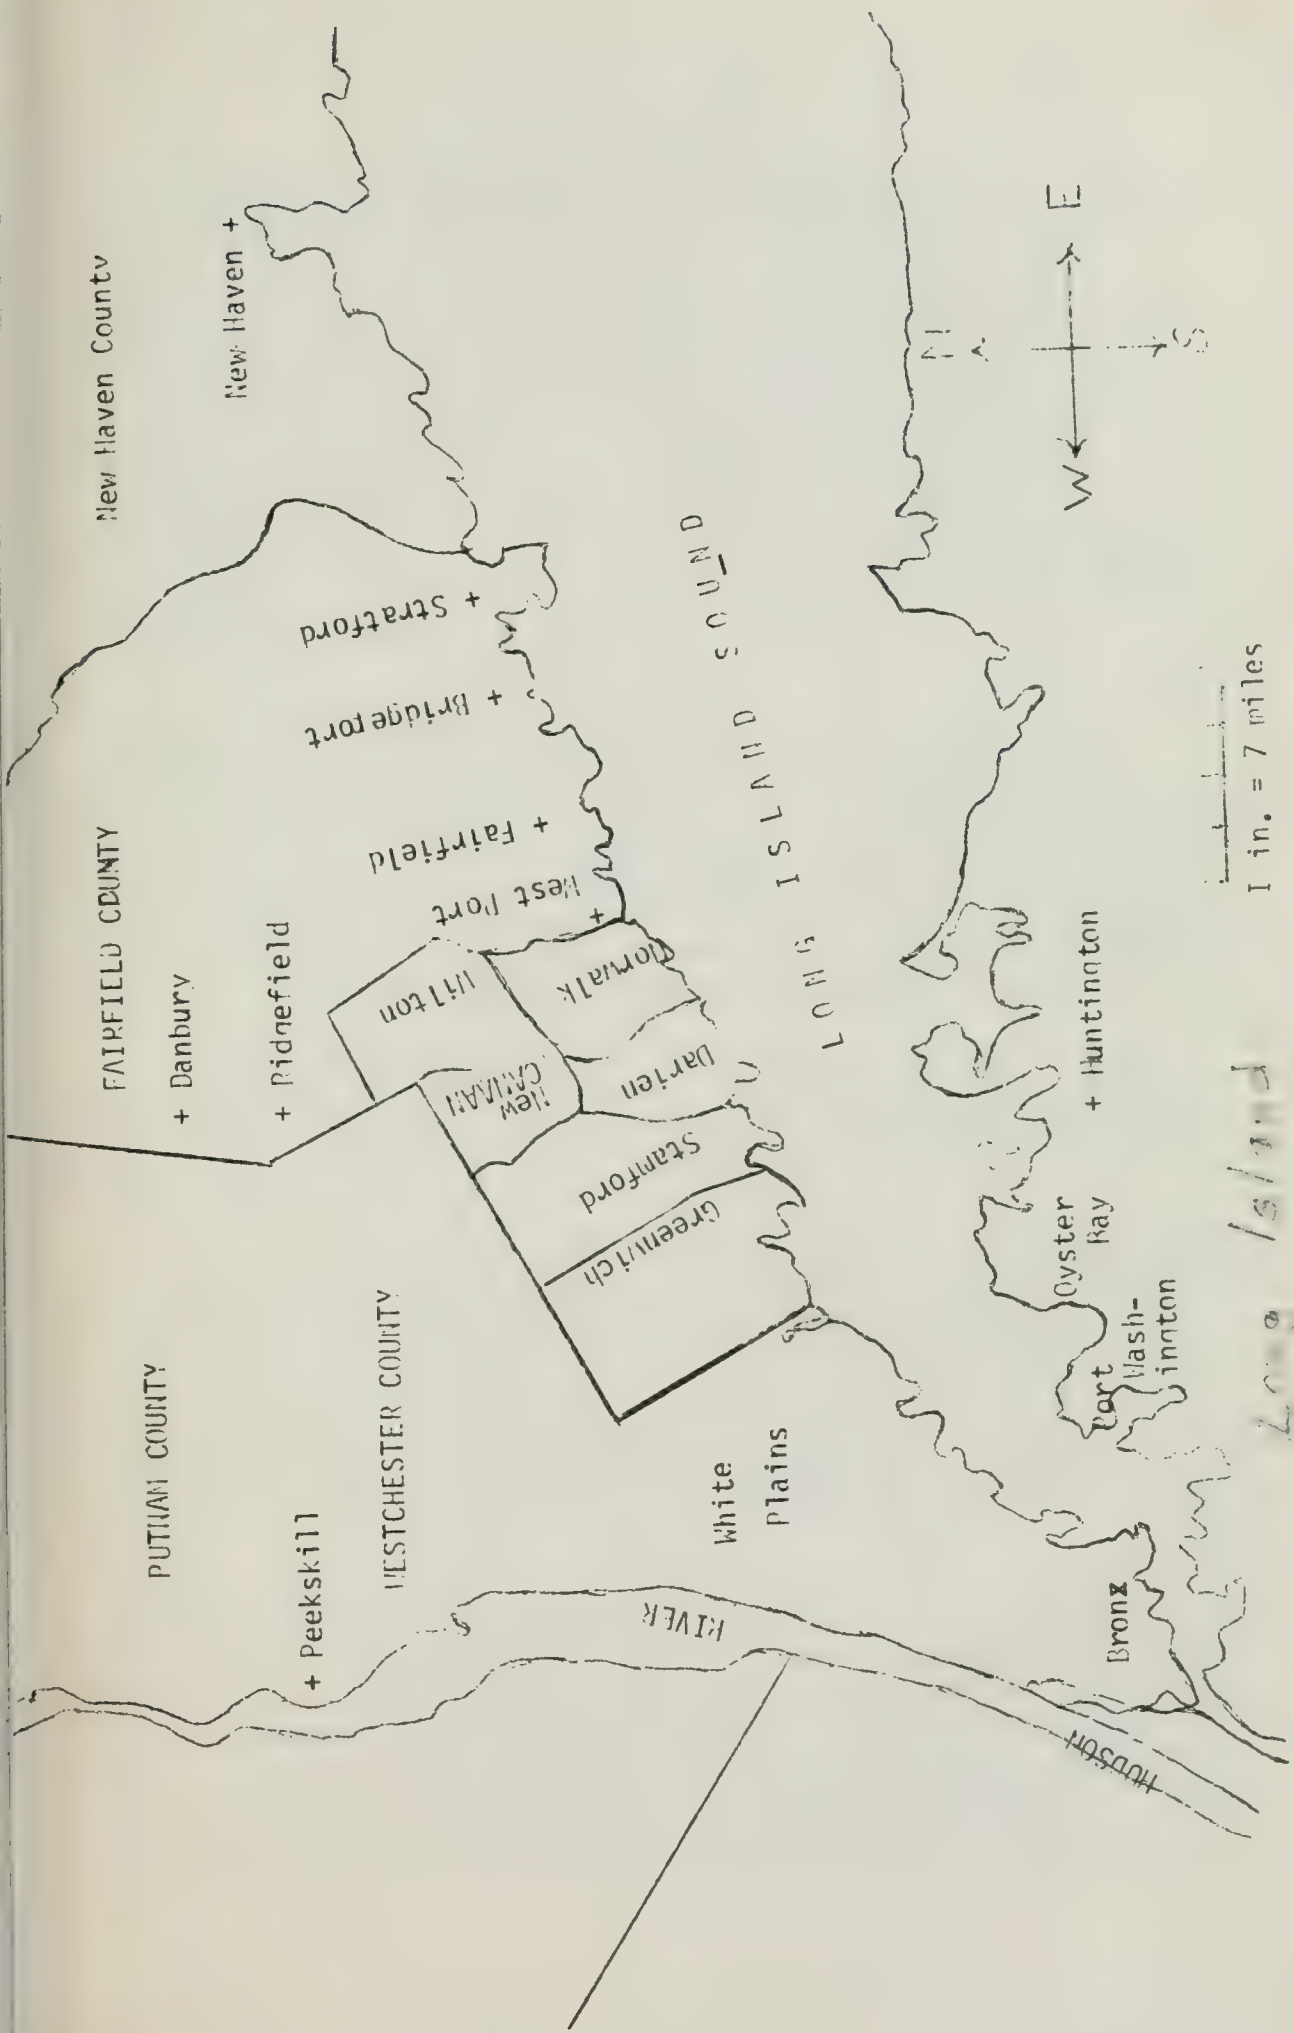 New Haven County
New Haven +
FAIRFIELD COUNTY
+ Danbury
+ Ridgefield
+ Stratford
+ Bridgeport
+ Fairfield
West Port
+
Wilton
Norwalk
New
CANAAN
Darien
Stamford
Greenwich
PUTNAM COUNTY
+ Peekskill
WESTCHESTER COUNTY
White
Plains
HUDSON
RIVER
Bronx
LONG ISLAND SOUND
Port
Wash-
ington
Oyster
Bay
+ Huntington
Long Island
N
W
E
S
1 in. = 7 miles